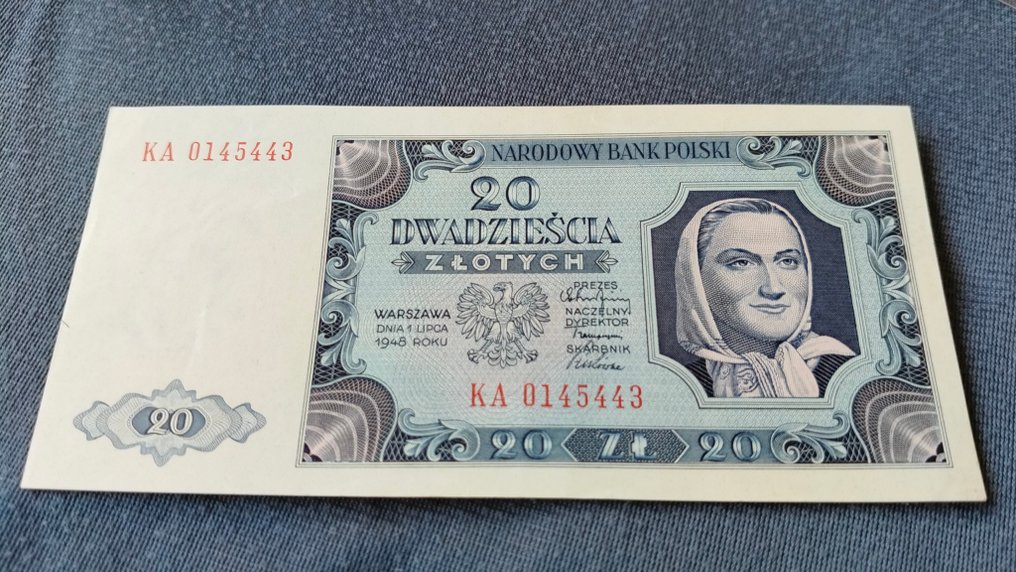 KA 0145443
NARODOWY BANK POLSKI
20
DWADZIEŚCIA
ZŁOTYCH
WARSZAWA
DNIA 1 LIPCA
1948 ROKU
PREZES
NACZELNY
DYREKTOR
SKARBNIK
KA 0145443
20
20 ZŁ 20